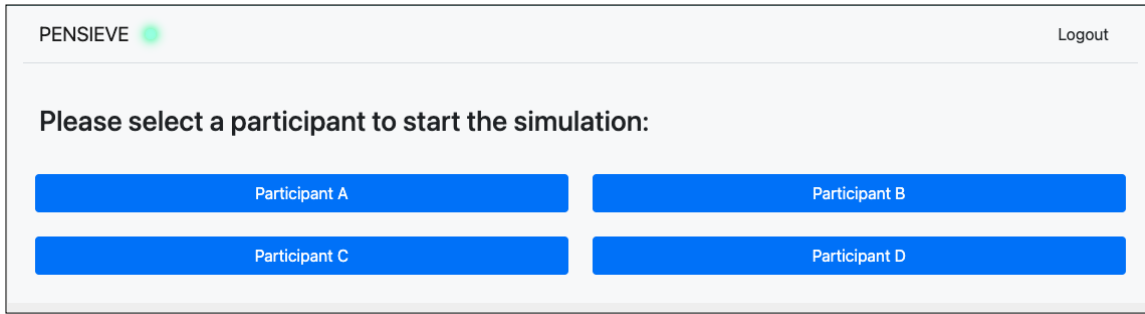 PENSIEVE
Logout
Please select a participant to start the simulation:
Participant A
Participant B
Participant C
Participant D